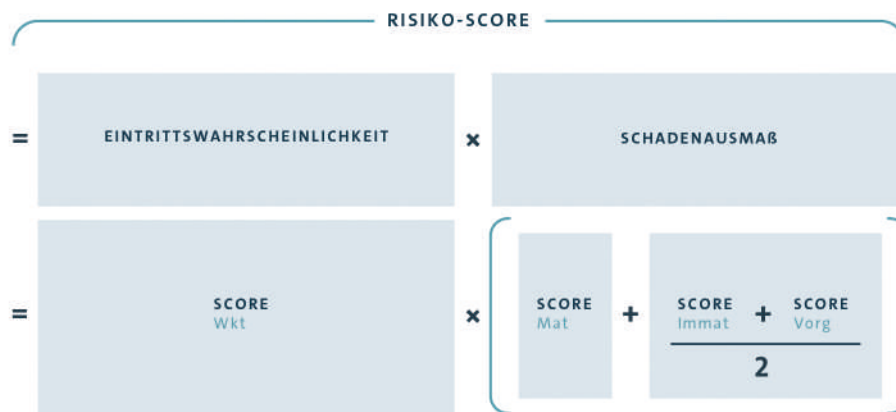 RISIKO-SCORE
= EINTRITTSWAHRSCHEINLICHKEIT × SCHADENAUSMAß
= SCORE Wkt × ( SCORE Mat + SCORE Immat + SCORE Vorg
2 )